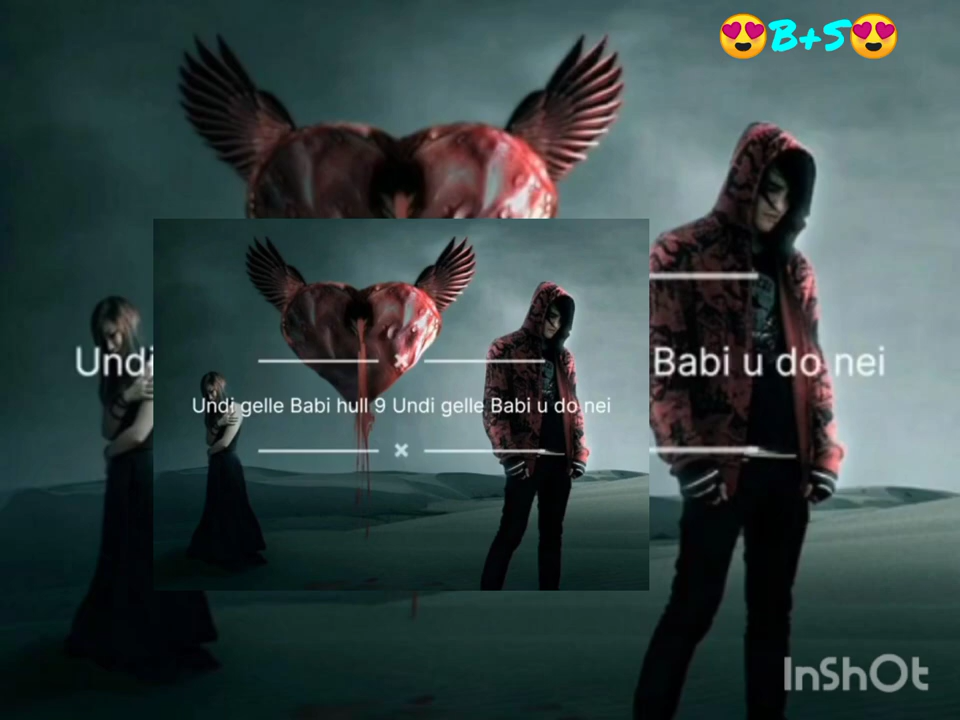 😍B+S😍
Undi gelle Babi hull 9 Undi gelle Babi u do nei
Undi
Babi u do nei
InShOt